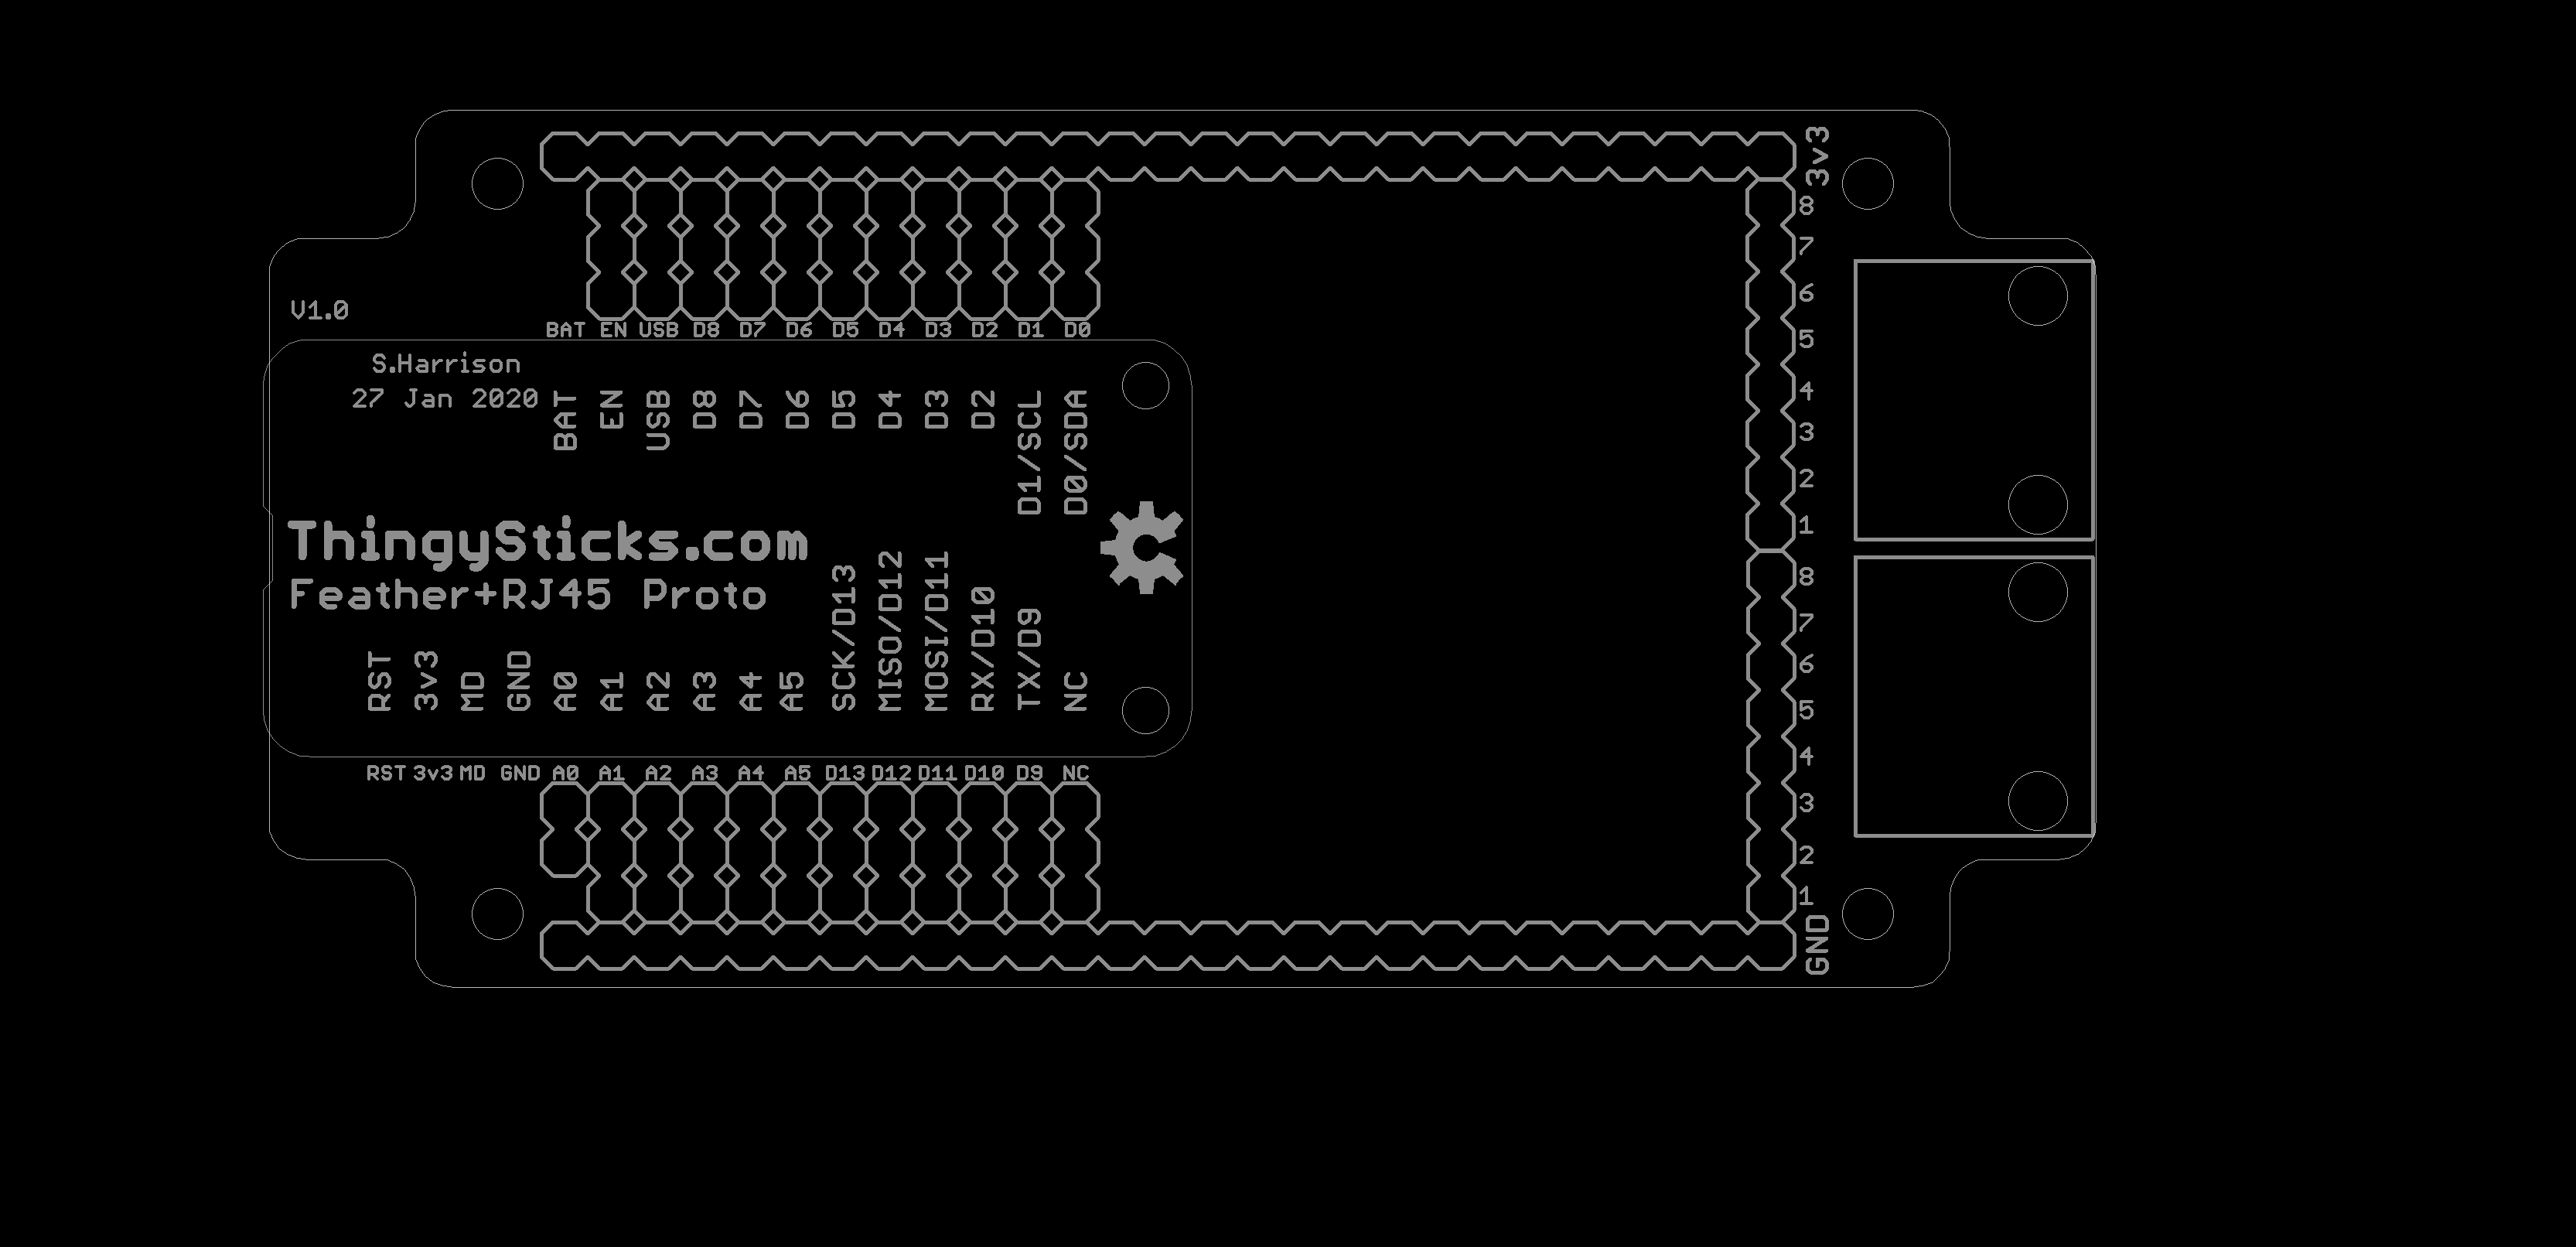 3v3
8
7
6
5
4
3
2
1
V1.0
BAT EN USB D8 D7 D6 D5 D4 D3 D2 D1 D0
S.Harrison
27 Jan 2020
BAT
EN
USB
D8
D7
D6
D5
D4
D3
D2
D1/SCL
D0/SDA
ThingySticks.com
Feather+RJ45 Proto
RST
3v3
MD
GND
A0
A1
A2
A3
A4
A5
SCK/D13
MISO/D12
MOSI/D11
RX/D10
TX/D9
NC
RST 3v3 MD GND A0 A1 A2 A3 A4 A5 D13 D12 D11 D10 D9 NC
8
7
6
5
4
3
2
1
GND